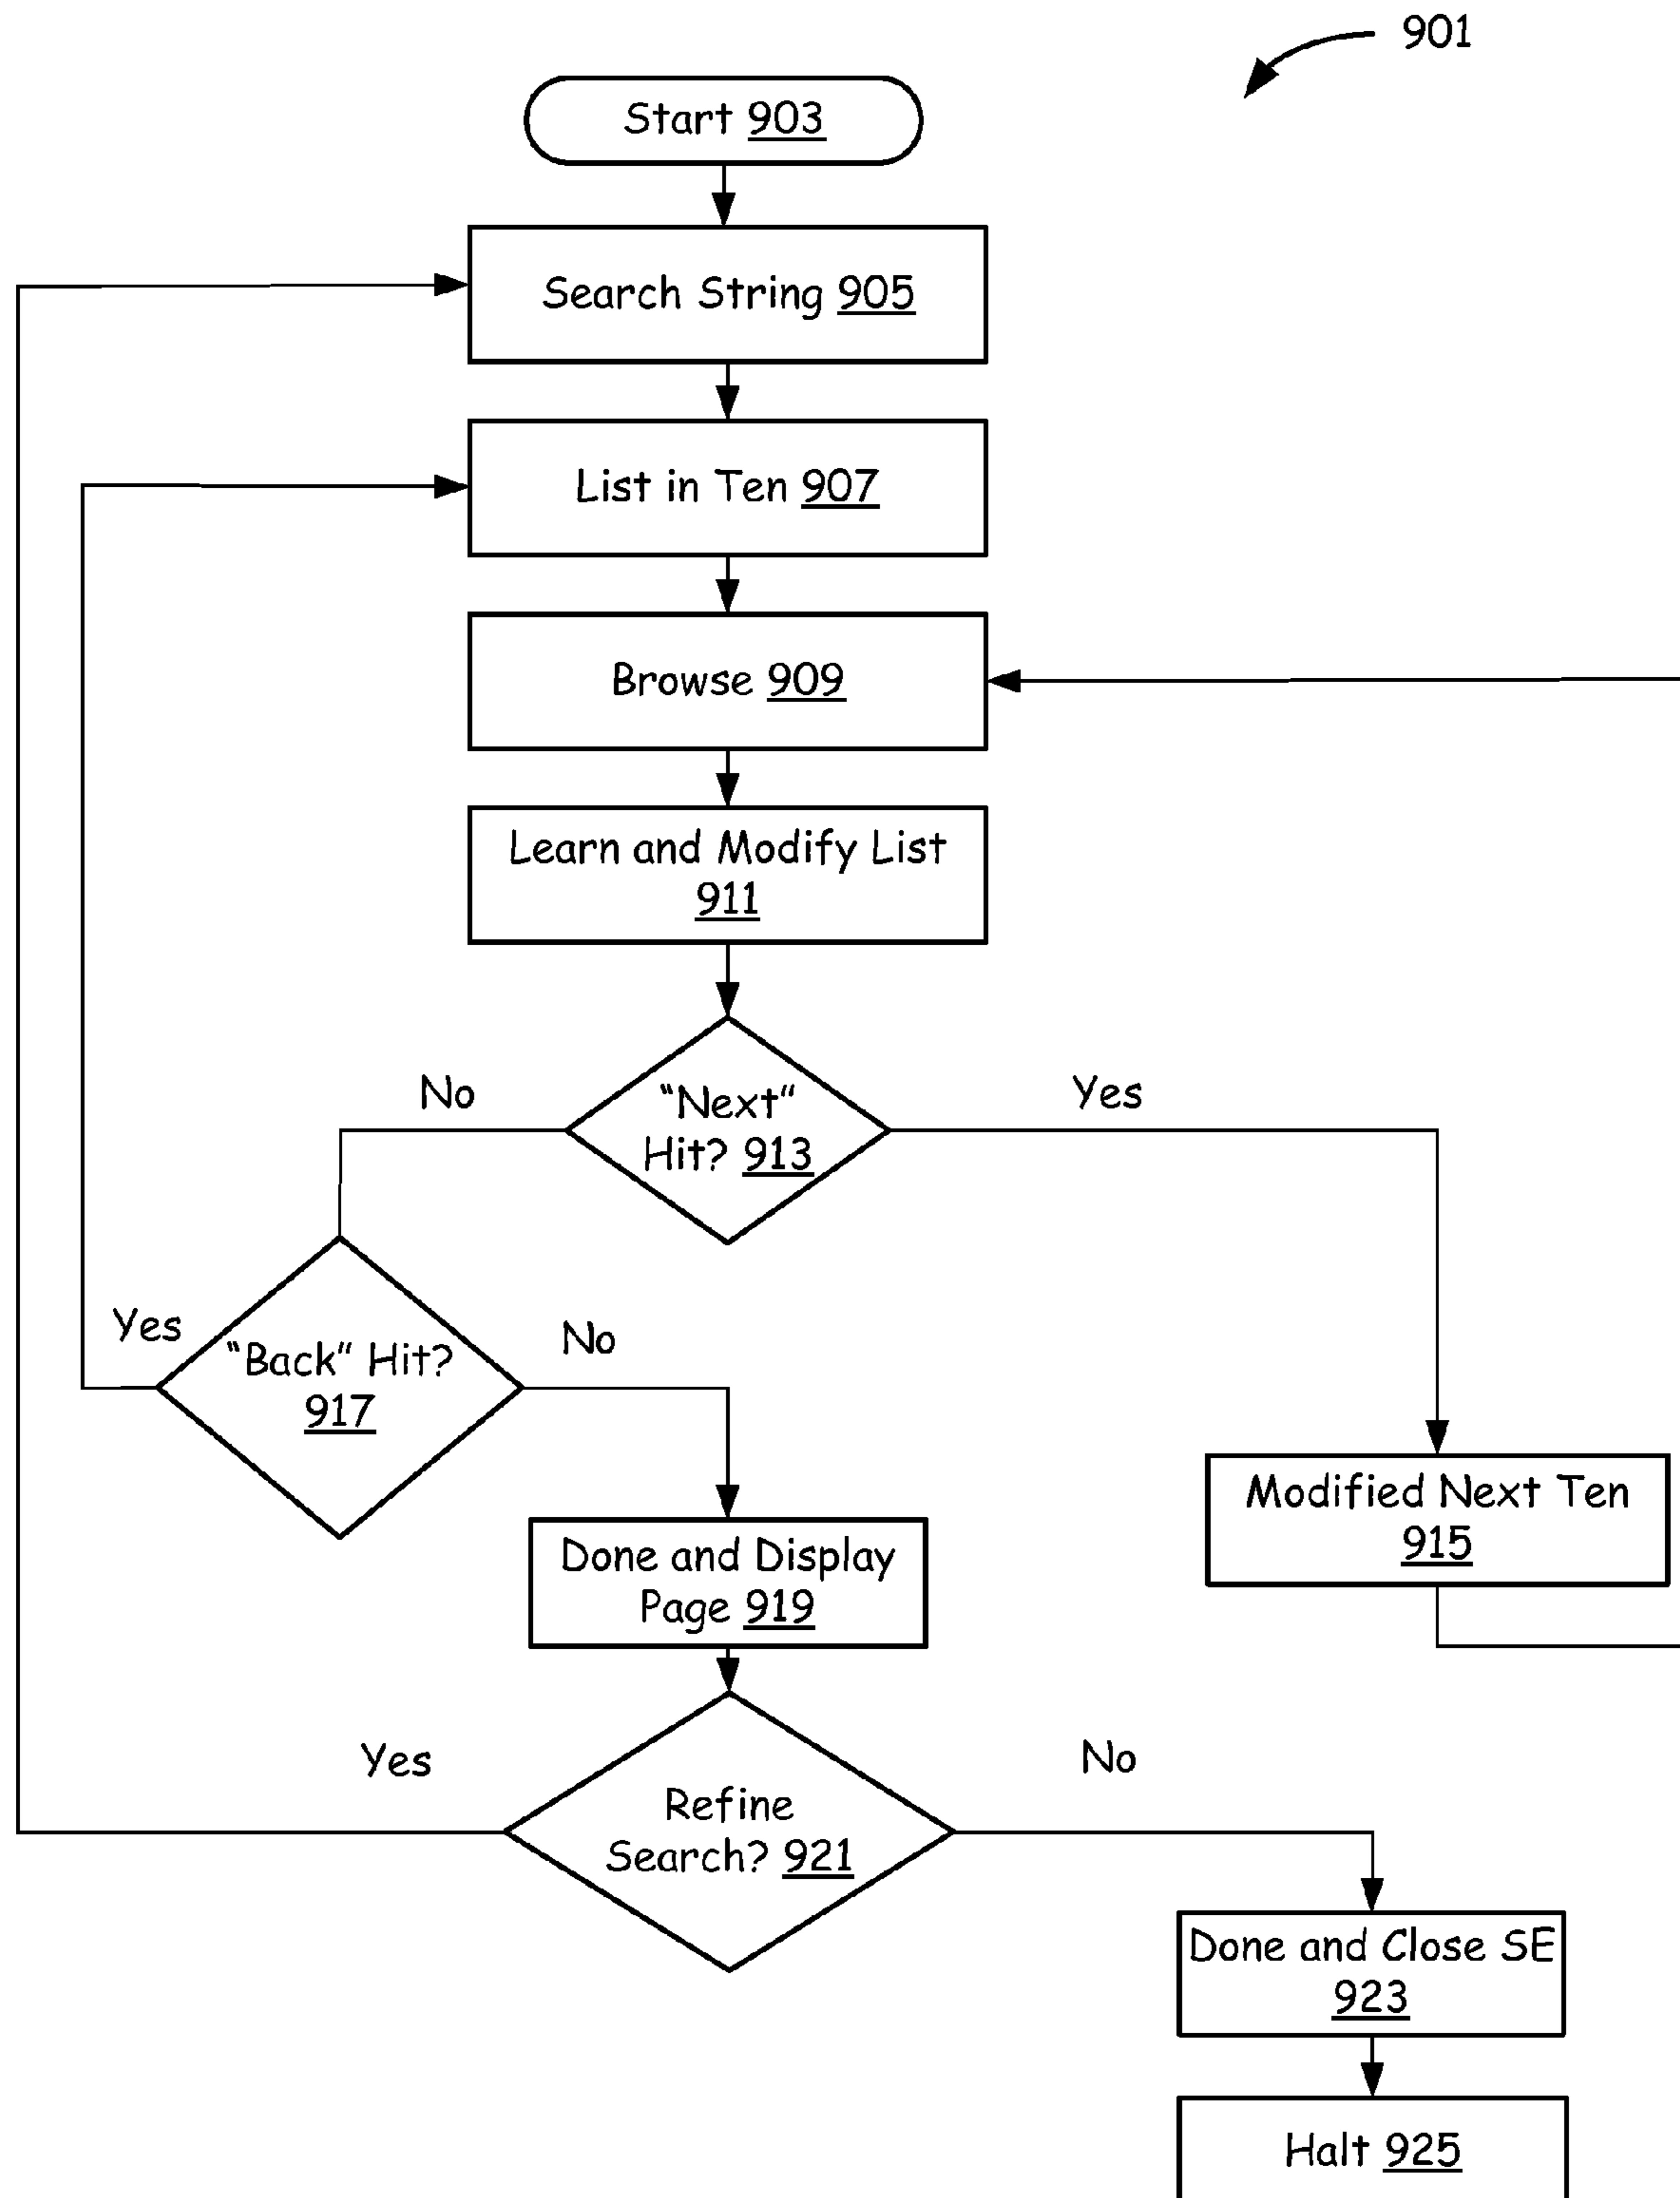 901
Start 903
Search String 905
List in Ten 907
Browse 909
Learn and Modify List
911
No
“Next”
Hit? 913
Yes
Yes
“Back” Hit?
917
No
Modified Next Ten
915
Done and Display
Page 919
Yes
Refine
Search? 921
No
Done and Close SE
923
Halt 925